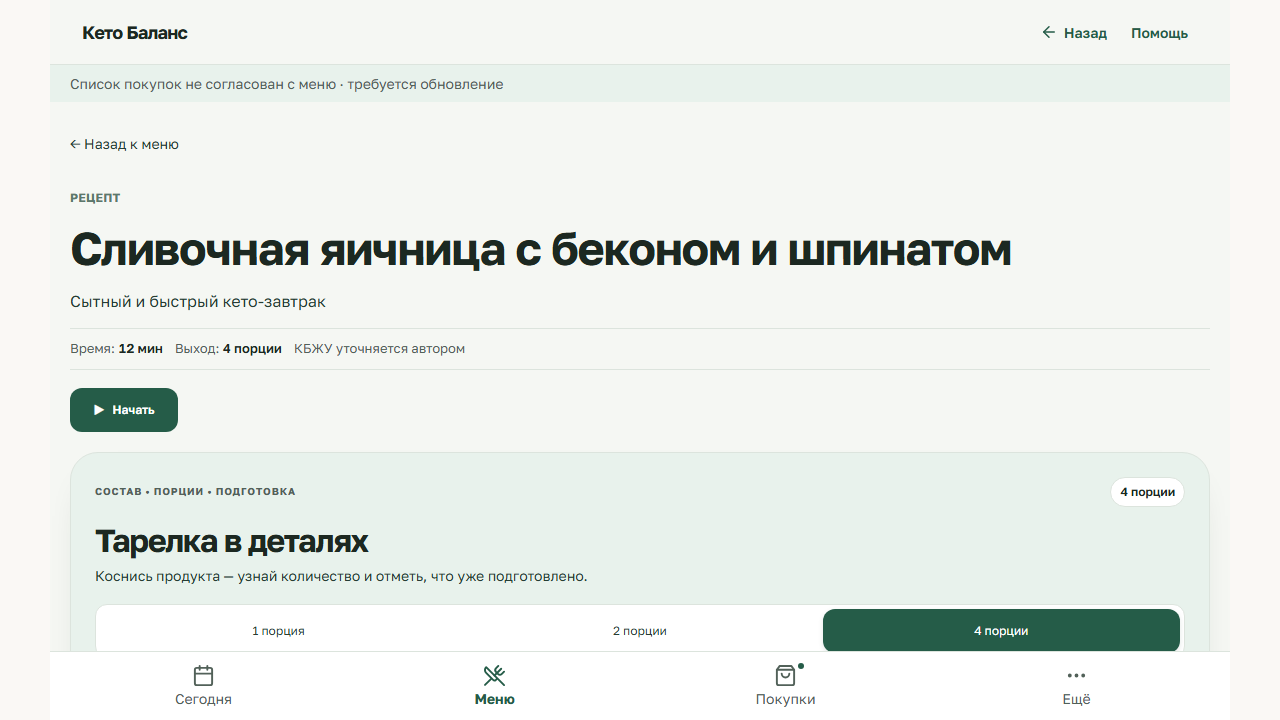 Кето Баланс
← Назад Помощь
Список покупок не согласован с меню · требуется обновление
← Назад к меню
РЕЦЕПТ
Сливочная яичница с беконом и шпинатом
Сытный и быстрый кето-завтрак
Время: 12 мин Выход: 4 порции КБЖУ уточняется автором
▶ Начать
СОСТАВ • ПОРЦИИ • ПОДГОТОВКА
4 порции
Тарелка в деталях
Коснись продукта — узнай количество и отметь, что уже подготовлено.
1 порция 2 порции 4 порции
Сегодня Меню Покупки Ещё